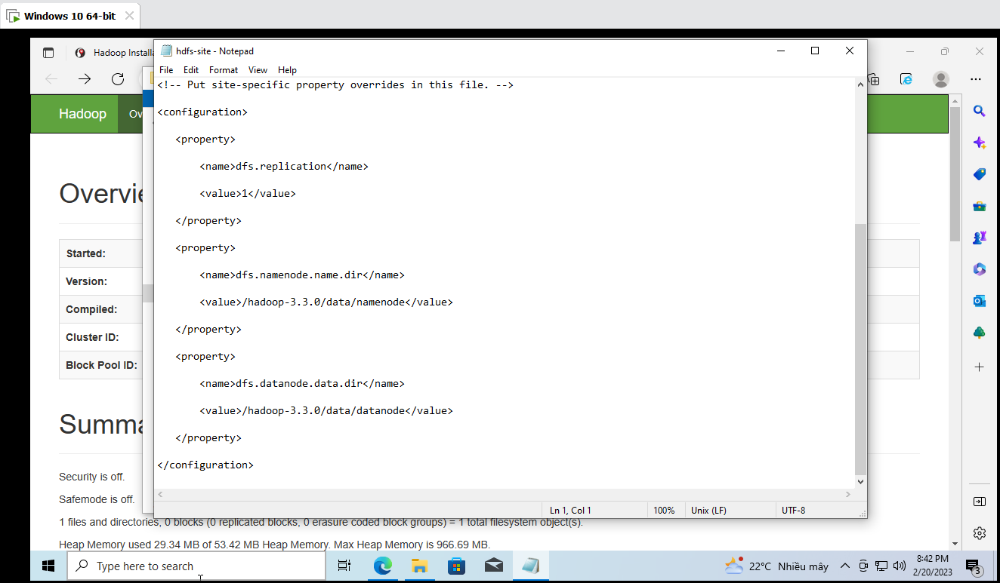 Windows 10 64-bit
Hadoop Installa
hdfs-site - Notepad
File Edit Format View Help
<!-- Put site-specific property overrides in this file. -->
<configuration>
<property>
<name>dfs.replication</name>
<value>1</value>
</property>
<property>
<name>dfs.namenode.name.dir</name>
<value>/hadoop-3.3.0/data/namenode</value>
</property>
<property>
<name>dfs.datanode.data.dir</name>
<value>/hadoop-3.3.0/data/datanode</value>
</property>
</configuration>
Ln 1, Col 1 100% Unix (LF) UTF-8
Hadoop Ov
Overvie
Started:
Version:
Compiled:
Cluster ID:
Block Pool ID:
Summa
Security is off.
Safemode is off.
1 files and directories, 0 blocks (0 replicated blocks, 0 erasure coded block groups) = 1 total filesystem object(s).
Heap Memory used 29.34 MB of 53.42 MB Heap Memory. Max Heap Memory is 966.69 MB.
Type here to search
22°C Nhiều mây
8:42 PM
2/20/2023
3